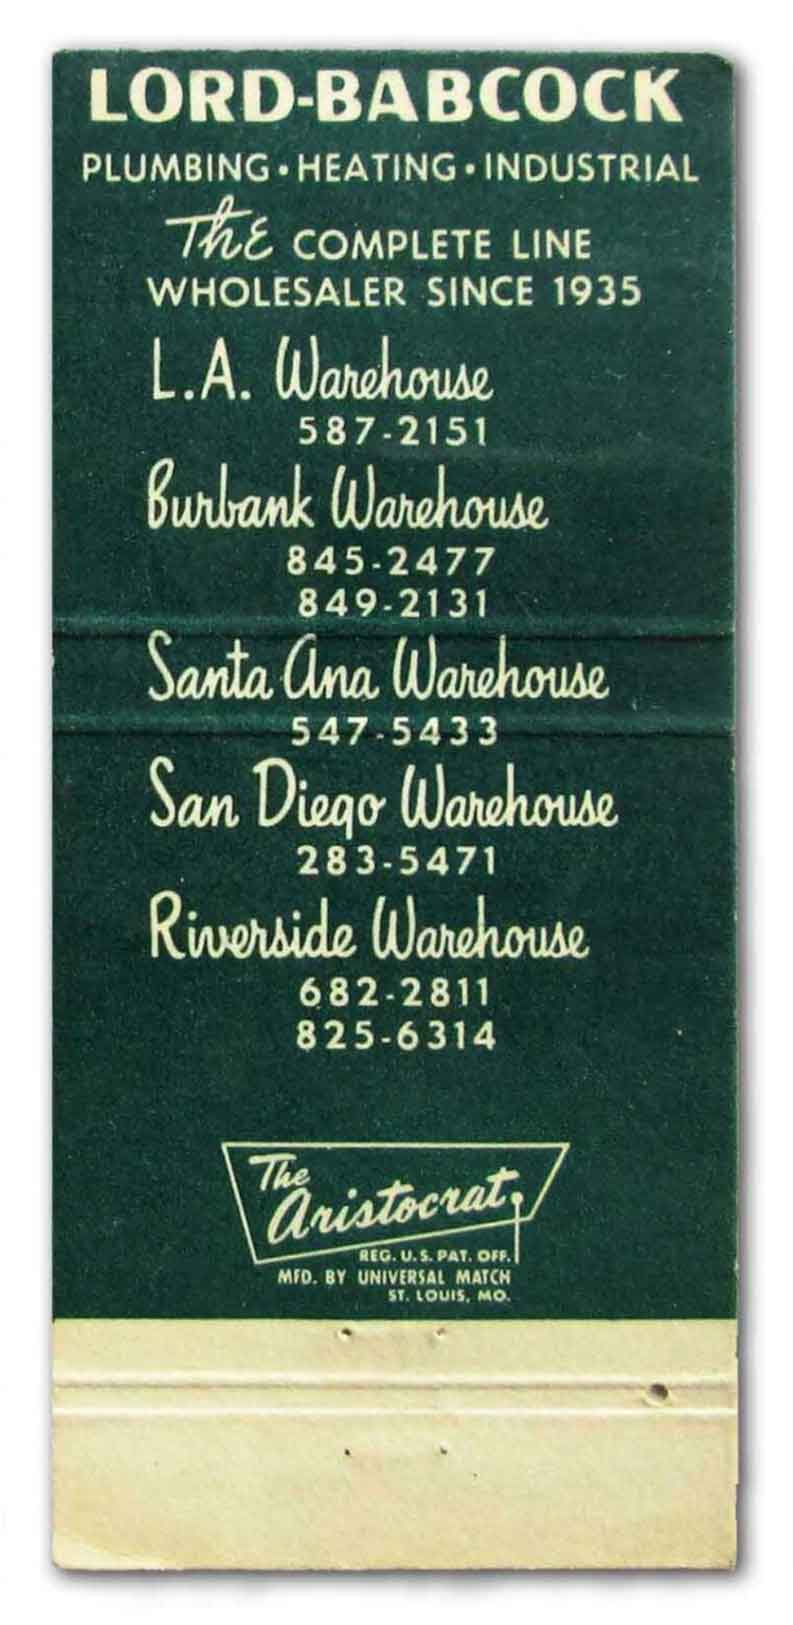 LORD-BABCOCK
PLUMBING • HEATING • INDUSTRIAL
The COMPLETE LINE
WHOLESALER SINCE 1935
L.A. Warehouse
587-2151
Burbank Warehouse
845-2477
849-2131
Santa Ana Warehouse
547-5433
San Diego Warehouse
283-5471
Riverside Warehouse
682-2811
825-6314
The
Aristocrat
REG. U.S. PAT. OFF.
MFD. BY UNIVERSAL MATCH
ST. LOUIS, MO.